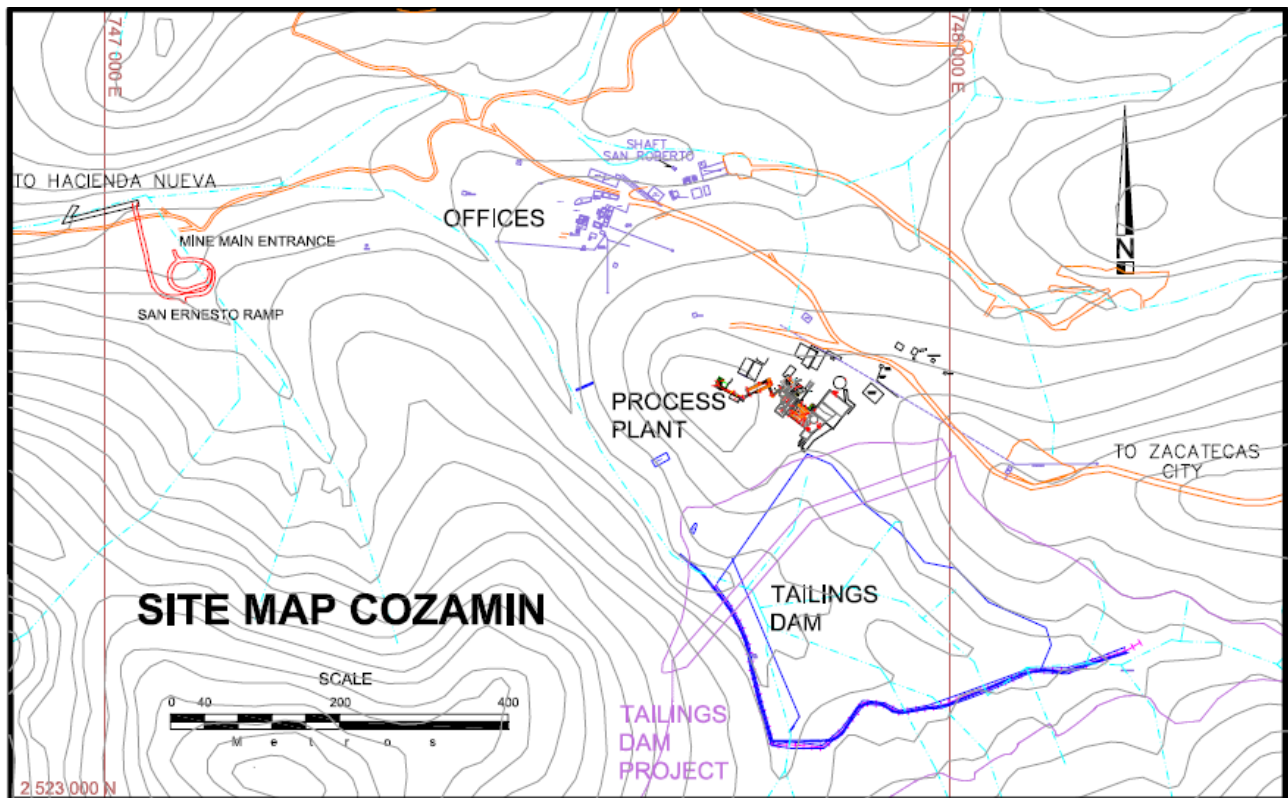 747 000 E
748 000 E
SHAFT
SAN ROBERTO
TO HACIENDA NUEVA
OFFICES
MINE MAIN ENTRANCE
N
SAN ERNESTO RAMP
PROCESS
PLANT
TO ZACATECAS
CITY
SITE MAP COZAMIN
TAILINGS
DAM
SCALE
0 40 200 400
Metros
TAILINGS
DAM
PROJECT
2 523 000 N